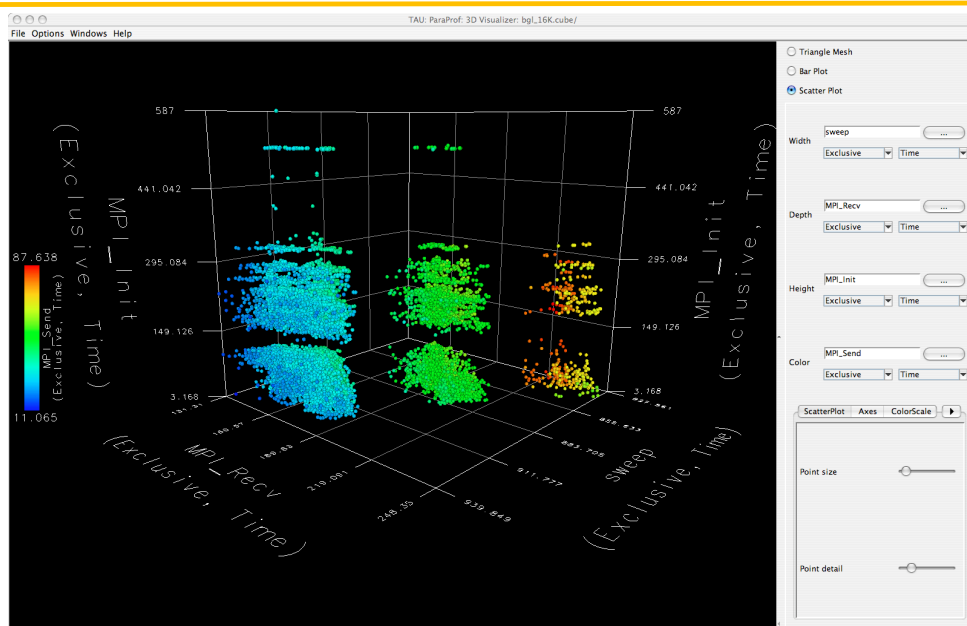 TAU: ParaProf: 3D Visualizer: bgl_16K.cube/
File Options Windows Help
587
441.042
295.084
149.126
3.168
MPI_Init
(Exclusive, Time)
87.638
MPI_Send
(Exclusive, Time)
11.065
MPI_Recv
(Exclusive, Time)
219.091
248.35
587
441.042
295.084
149.126
3.168
MPI_Init
(Exclusive, Time)
855.633
883.705
911.777
939.849
sweep
(Exclusive, Time)
Triangle Mesh
Bar Plot
Scatter Plot
Width
sweep
...
Exclusive
Time
Depth
MPI_Recv
...
Exclusive
Time
Height
MPI_Init
...
Exclusive
Time
Color
MPI_Send
...
Exclusive
Time
ScatterPlot Axes ColorScale
Point size
Point detail